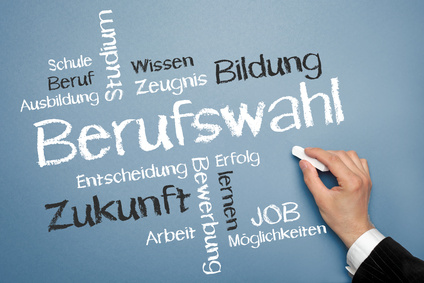 Studium
Schule
Wissen
Beruf
Zeugnis
Bildung
Ausbildung
Berufswahl
Entscheidung
Erfolg
Bewerbung
lernen
Zukunft
JOB
Arbeit
Möglichkeiten